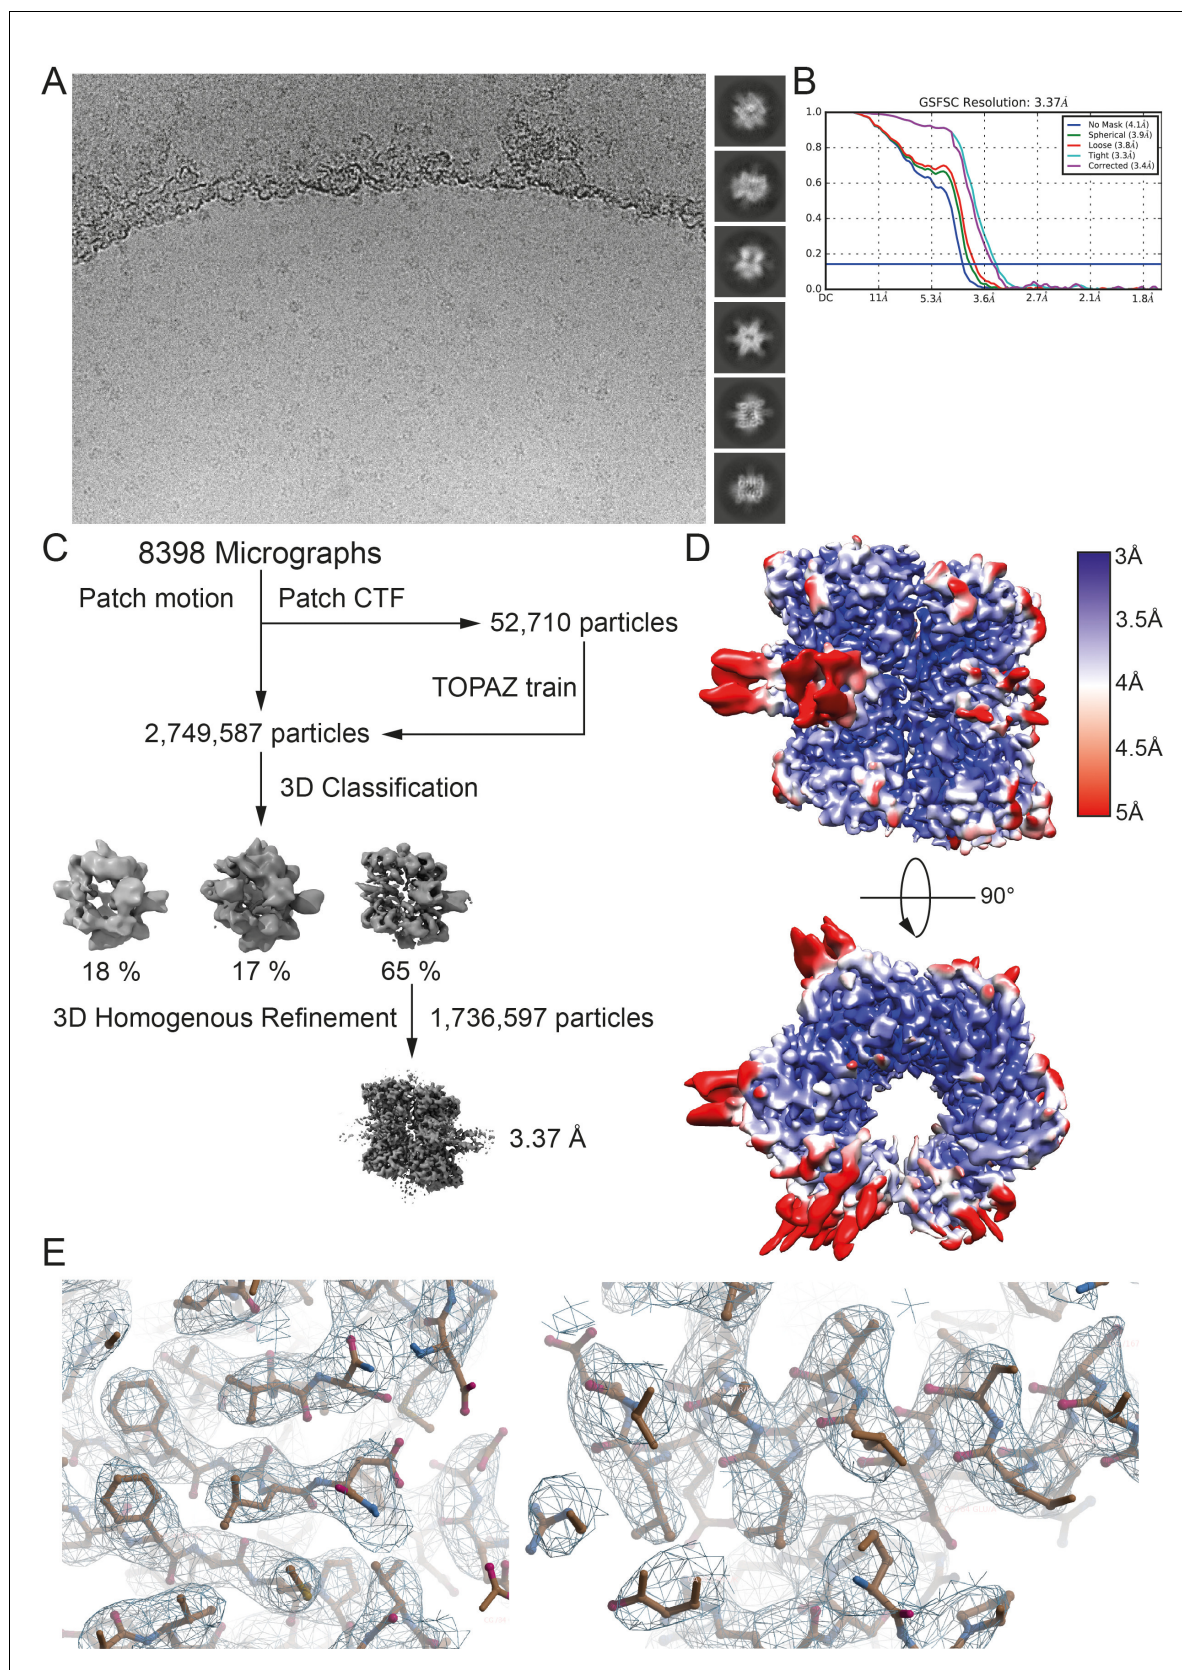 A
B
GSFSC Resolution: 3.37Å
1.0
0.8
0.6
0.4
0.2
0.0
No Mask (4.1Å)
Spherical (3.9Å)
Loose (3.8Å)
Tight (3.3Å)
Corrected (3.4Å)
DC
11Å
5.3Å
3.6Å
2.7Å
2.1Å
1.8Å
C
8398 Micrographs
Patch motion
Patch CTF
52,710 particles
TOPAZ train
2,749,587 particles
3D Classification
18 %
17 %
65 %
3D Homogenous Refinement
1,736,597 particles
3.37 Å
D
3Å
3.5Å
4Å
4.5Å
5Å
90°
E